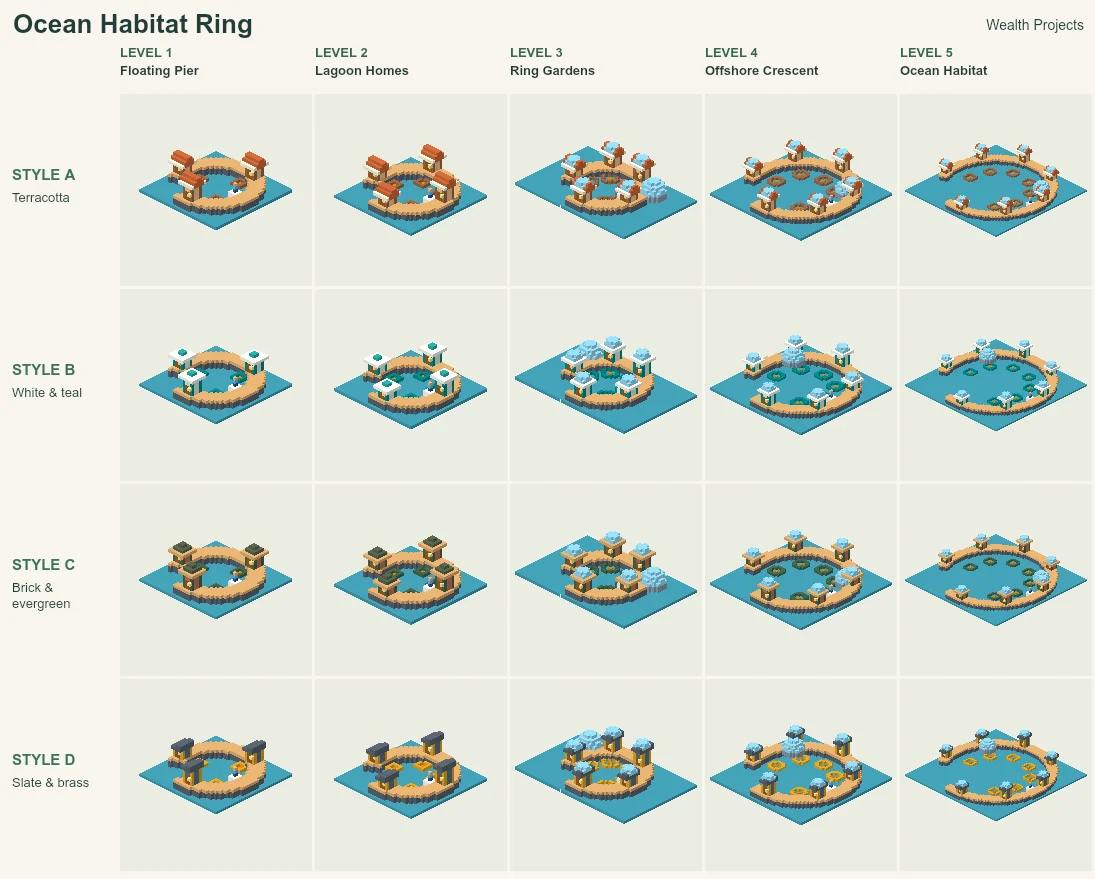 Ocean Habitat Ring
Wealth Projects
LEVEL 1
Floating Pier
LEVEL 2
Lagoon Homes
LEVEL 3
Ring Gardens
LEVEL 4
Offshore Crescent
LEVEL 5
Ocean Habitat
STYLE A
Terracotta
STYLE B
White & teal
STYLE C
Brick &
evergreen
STYLE D
Slate & brass